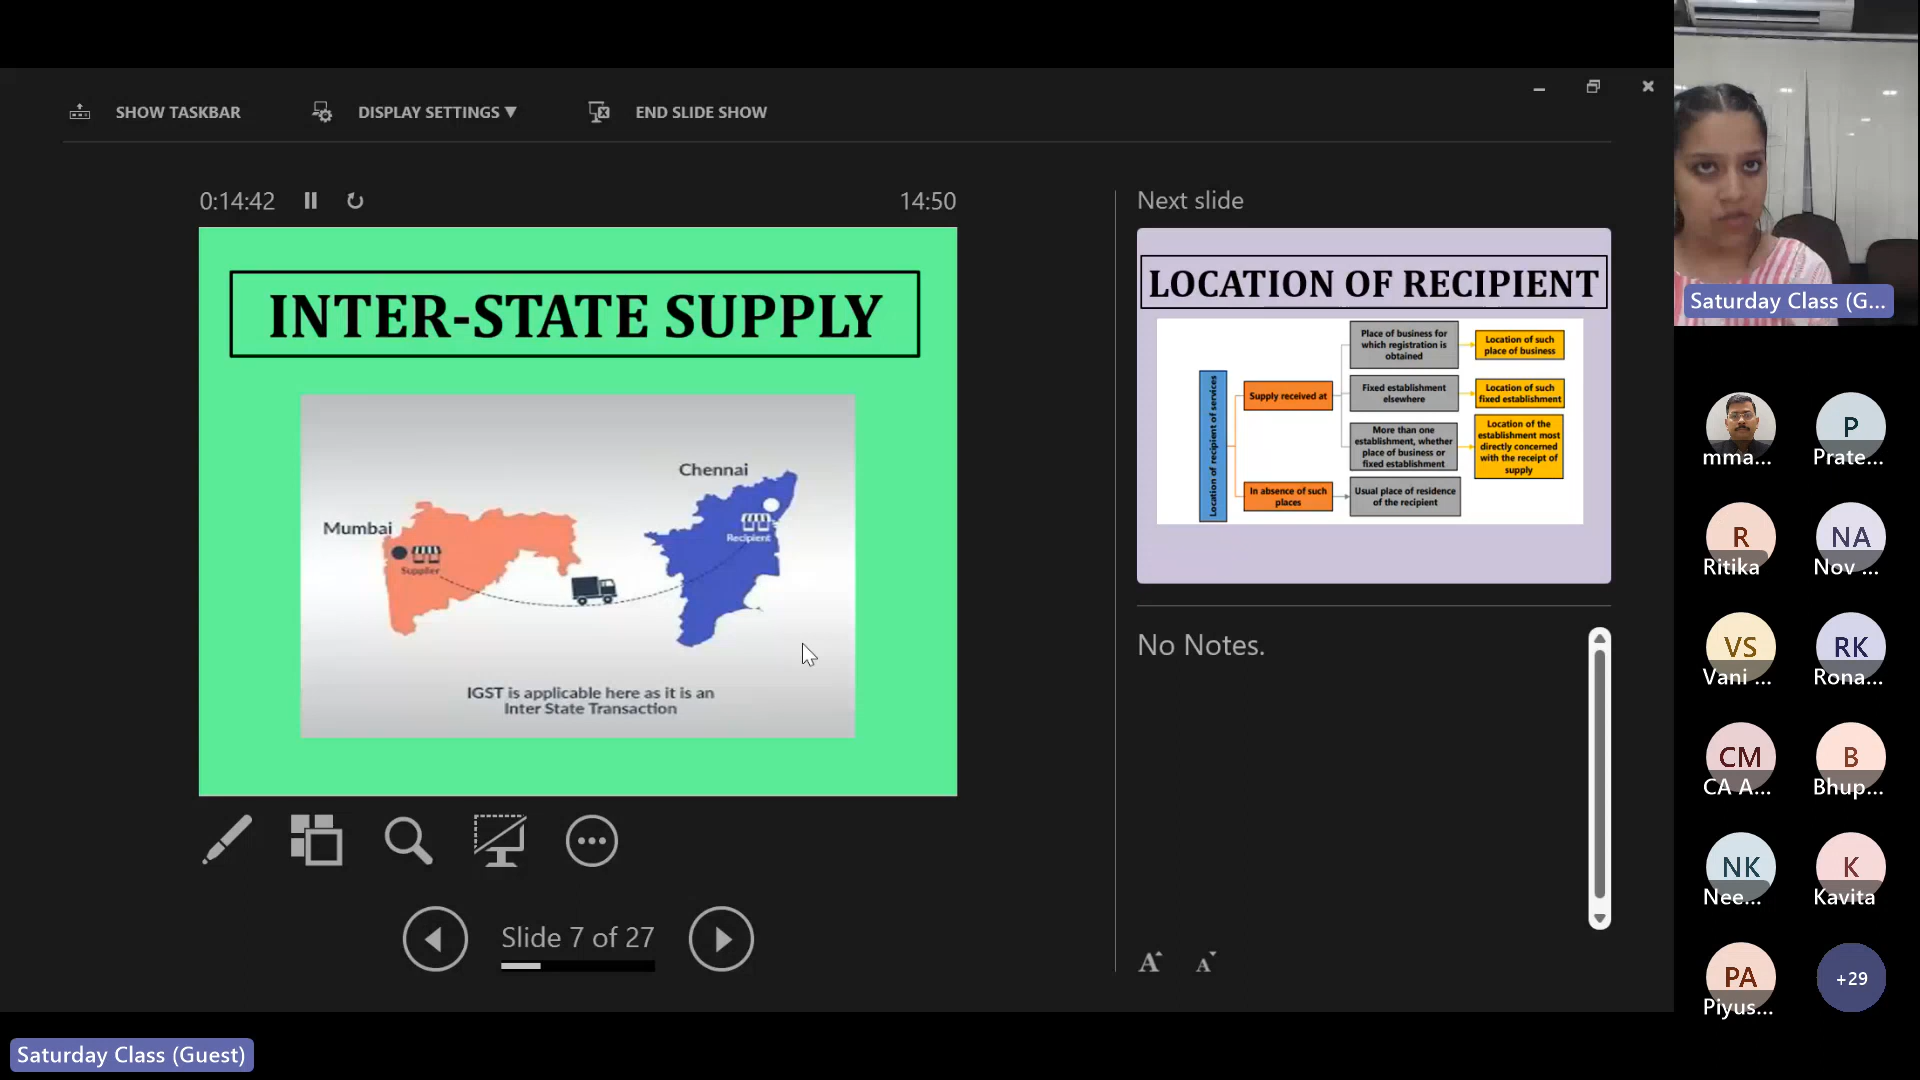 SHOW TASKBAR
DISPLAY SETTINGS ▼
END SLIDE SHOW
0:14:42
14:50
INTER-STATE SUPPLY
Chennai
Mumbai
Recipient
Supplier
IGST is applicable here as it is an
Inter State Transaction
Slide 7 of 27
Next slide
LOCATION OF RECIPIENT
Location of recipient of services
Supply received at
In absence of such
places
Place of business for
which registration is
obtained
Location of such
place of business
Fixed establishment
elsewhere
Location of such
fixed establishment
More than one
establishment, whether
place of business or
fixed establishment
Location of the
establishment most
directly concerned
with the receipt of
supply
Usual place of residence
of the recipient
No Notes.
A A
Saturday Class (G...
mma...
P
Prate...
R
Ritika
NA
Nov ...
VS
Vani ...
RK
Rona...
CM
CA A...
B
Bhup...
NK
Nee...
K
Kavita
PA
Piyus...
+29
Saturday Class (Guest)